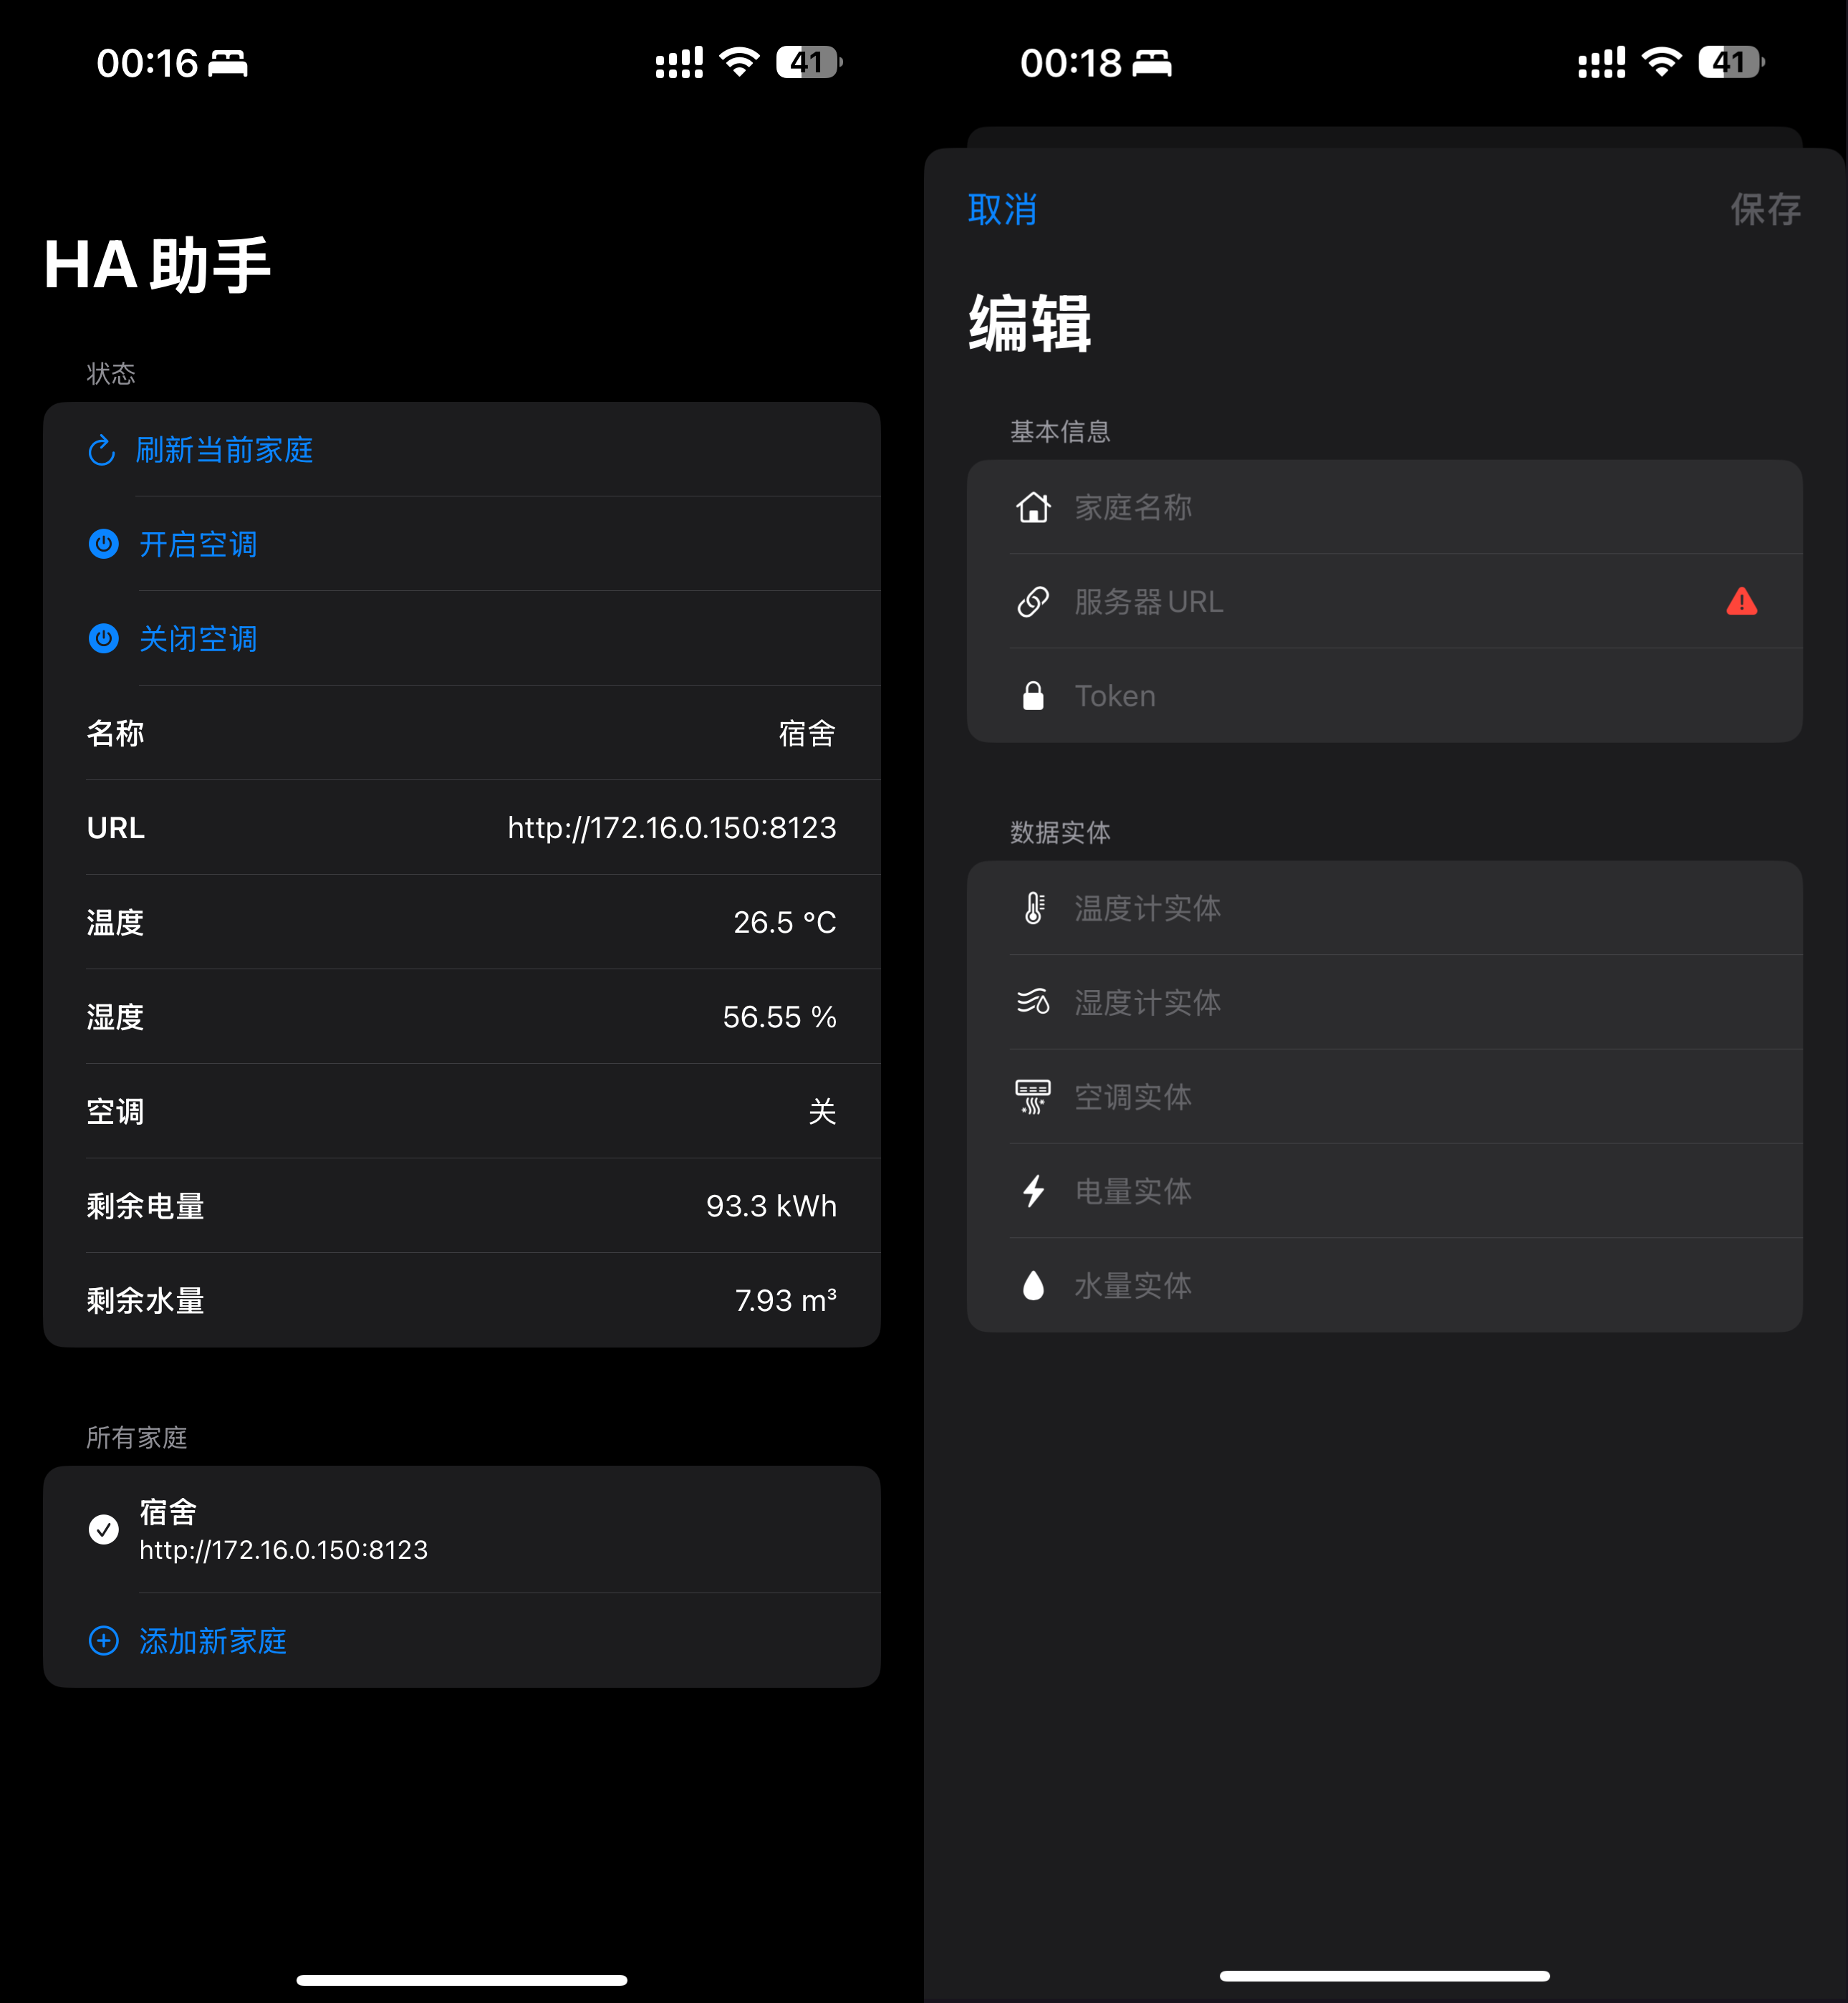 00:16
41
HA 助手
状态
刷新当前家庭
开启空调
关闭空调
名称 宿舍
URL http://172.16.0.150:8123
温度 26.5 °C
湿度 56.55 %
空调 关
剩余电量 93.3 kWh
剩余水量 7.93 m³
所有家庭
宿舍
http://172.16.0.150:8123
添加新家庭
00:18
41
取消 保存
编辑
基本信息
家庭名称
服务器 URL
Token
数据实体
温度计实体
湿度计实体
空调实体
电量实体
水量实体